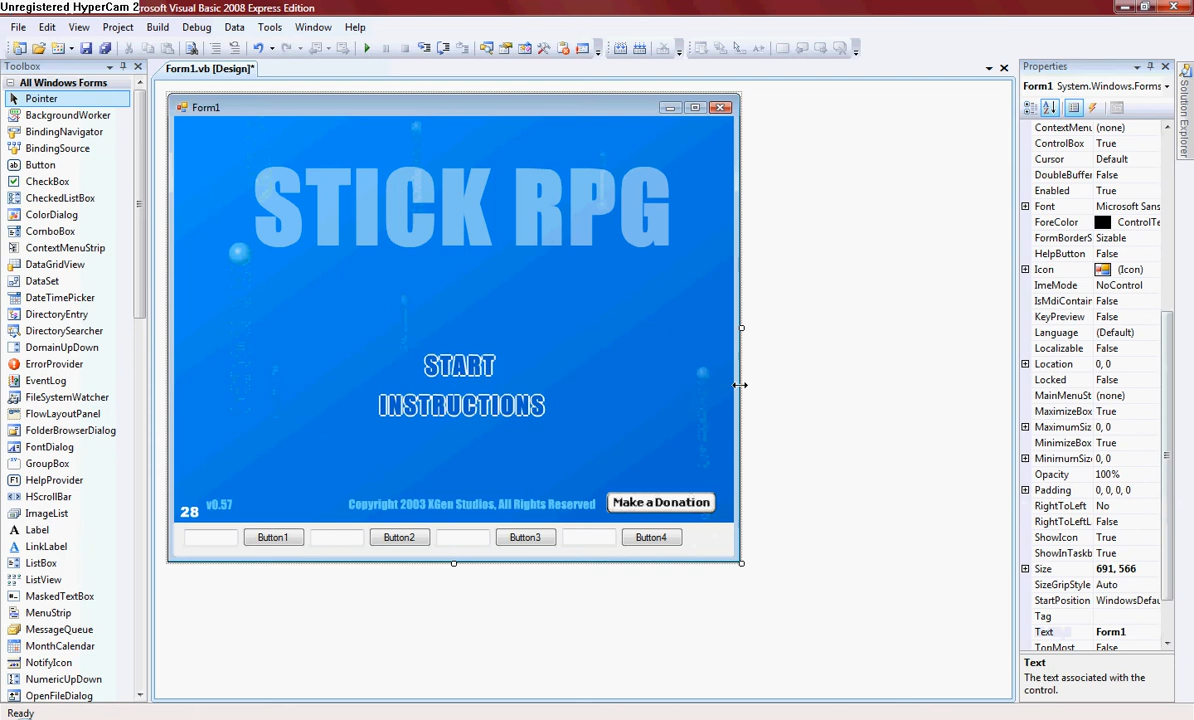 Unregistered HyperCam 2
rosoft Visual Basic 2008 Express Edition
File Edit View Project Build Debug Data Tools Window Help
Toolbox
All Windows Forms
Pointer
BackgroundWorker
BindingNavigator
BindingSource
Button
CheckBox
CheckedListBox
ColorDialog
ComboBox
ContextMenuStrip
DataGridView
DataSet
DateTimePicker
DirectoryEntry
DirectorySearcher
DomainUpDown
ErrorProvider
EventLog
FileSystemWatcher
FlowLayoutPanel
FolderBrowserDialog
FontDialog
GroupBox
HelpProvider
HScrollBar
ImageList
Label
LinkLabel
ListBox
ListView
MaskedTextBox
MenuStrip
MessageQueue
MonthCalendar
NotifyIcon
NumericUpDown
OpenFileDialog
Form1.vb [Design]*
Form1
STICK RPG
START
INSTRUCTIONS
28 v0.57 Copyright 2003 XGen Studios, All Rights Reserved Make a Donation
Button1 Button2 Button3 Button4
Properties
Form1 System.Windows.Forms
ContextMenu (none)
ControlBox True
Cursor Default
DoubleBuffer False
Enabled True
Font Microsoft Sans
ForeColor ControlTe
FormBorderS Sizable
HelpButton False
Icon (Icon)
ImeMode NoControl
IsMdiContain False
KeyPreview False
Language (Default)
Localizable False
Location 0, 0
Locked False
MainMenuSt (none)
MaximizeBox True
MaximumSiz 0, 0
MinimizeBox True
MinimumSiz 0, 0
Opacity 100%
Padding 0, 0, 0, 0
RightToLeft No
RightToLeftL False
ShowIcon True
ShowInTaskb True
Size 691, 566
SizeGripStyle Auto
StartPosition WindowsDefau
Tag
Text Form1
TopMost False
Text
The text associated with the
control.
Solution Explorer
Ready